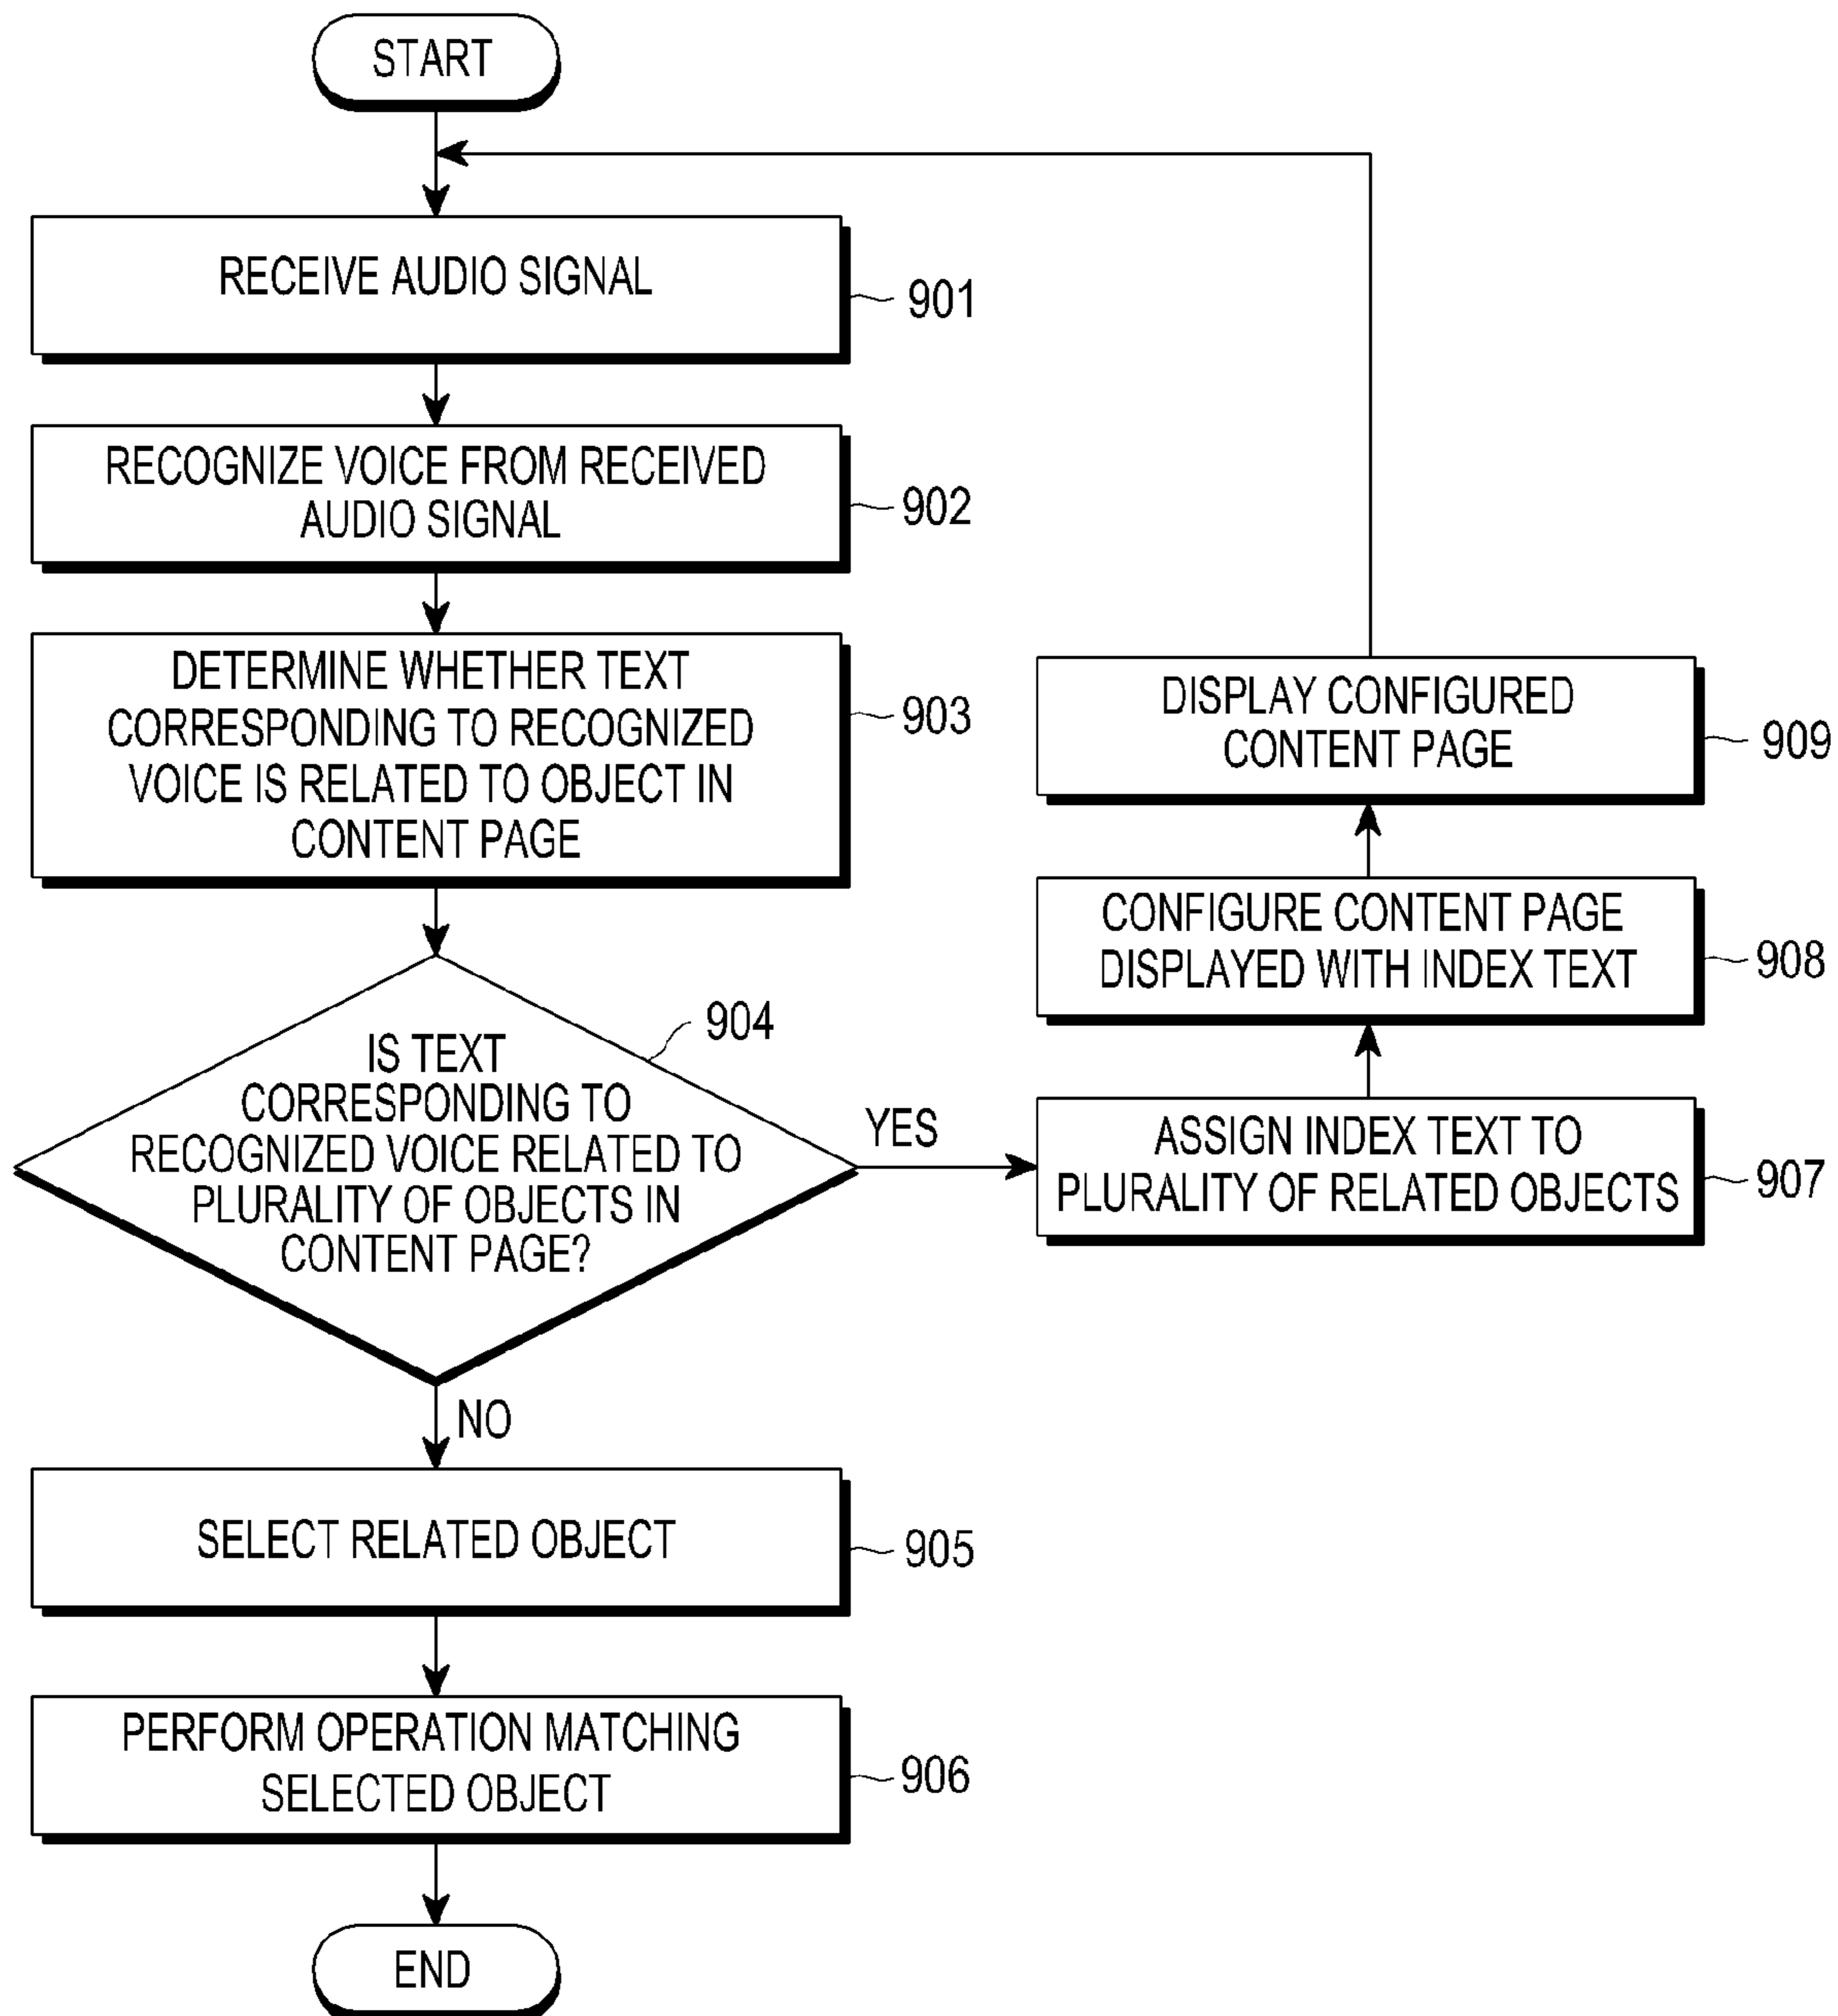 START
RECEIVE AUDIO SIGNAL
901
RECOGNIZE VOICE FROM RECEIVED
AUDIO SIGNAL
902
DETERMINE WHETHER TEXT
CORRESPONDING TO RECOGNIZED
VOICE IS RELATED TO OBJECT IN
CONTENT PAGE
903
IS TEXT
CORRESPONDING TO
RECOGNIZED VOICE RELATED TO
PLURALITY OF OBJECTS IN
CONTENT PAGE?
904
NO
SELECT RELATED OBJECT
905
PERFORM OPERATION MATCHING
SELECTED OBJECT
906
END
YES
ASSIGN INDEX TEXT TO
PLURALITY OF RELATED OBJECTS
907
CONFIGURE CONTENT PAGE
DISPLAYED WITH INDEX TEXT
908
DISPLAY CONFIGURED
CONTENT PAGE
909